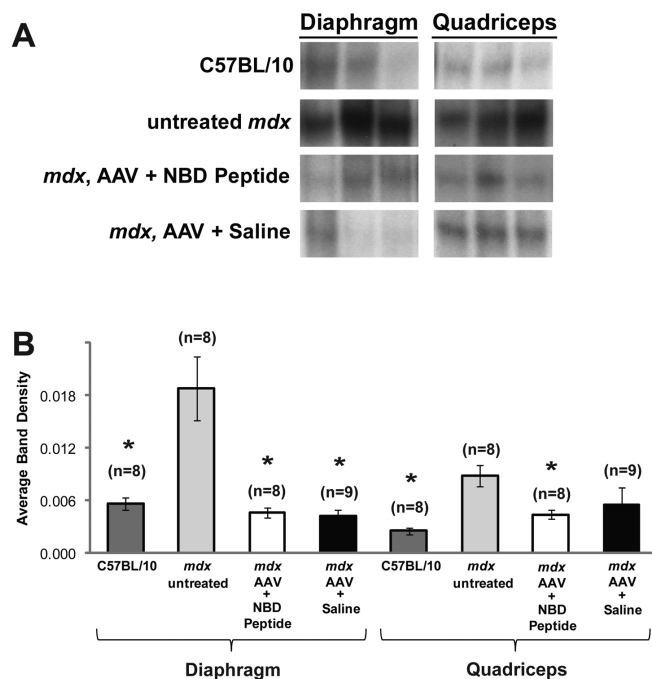 A
Diaphragm Quadriceps
C57BL/10
untreated mdx
mdx, AAV + NBD Peptide
mdx, AAV + Saline
B
Average Band Density
0.018
0.012
0.006
0.000
*
(n=8)
(n=8)
*
(n=8)
*
(n=9)
*
(n=8)
(n=8)
*
(n=8)
(n=9)
C57BL/10
mdx
untreated
mdx
AAV
+
NBD
Peptide
mdx
AAV
+
Saline
C57BL/10
mdx
untreated
mdx
AAV
+
NBD
Peptide
mdx
AAV
+
Saline
Diaphragm
Quadriceps